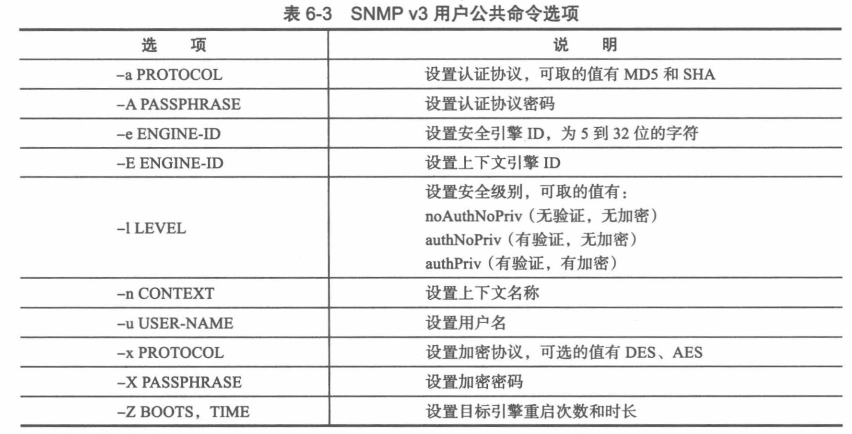 表 6-3 SNMP v3 用户公共命令选项
选 项 说 明
–a PROTOCOL 设置认证协议，可取的值有 MD5 和 SHA
–A PASSPHRASE 设置认证协议密码
–e ENGINE-ID 设置安全引擎 ID，为 5 到 32 位的字符
–E ENGINE-ID 设置上下文引擎 ID
–l LEVEL 设置安全级别，可取的值有：
noAuthNoPriv（无验证，无加密）
authNoPriv（有验证，无加密）
authPriv（有验证，有加密）
–n CONTEXT 设置上下文名称
–u USER-NAME 设置用户名
–x PROTOCOL 设置加密协议，可选的值有 DES、AES
–X PASSPHRASE 设置加密密码
–Z BOOTS，TIME 设置目标引擎重启次数和时长